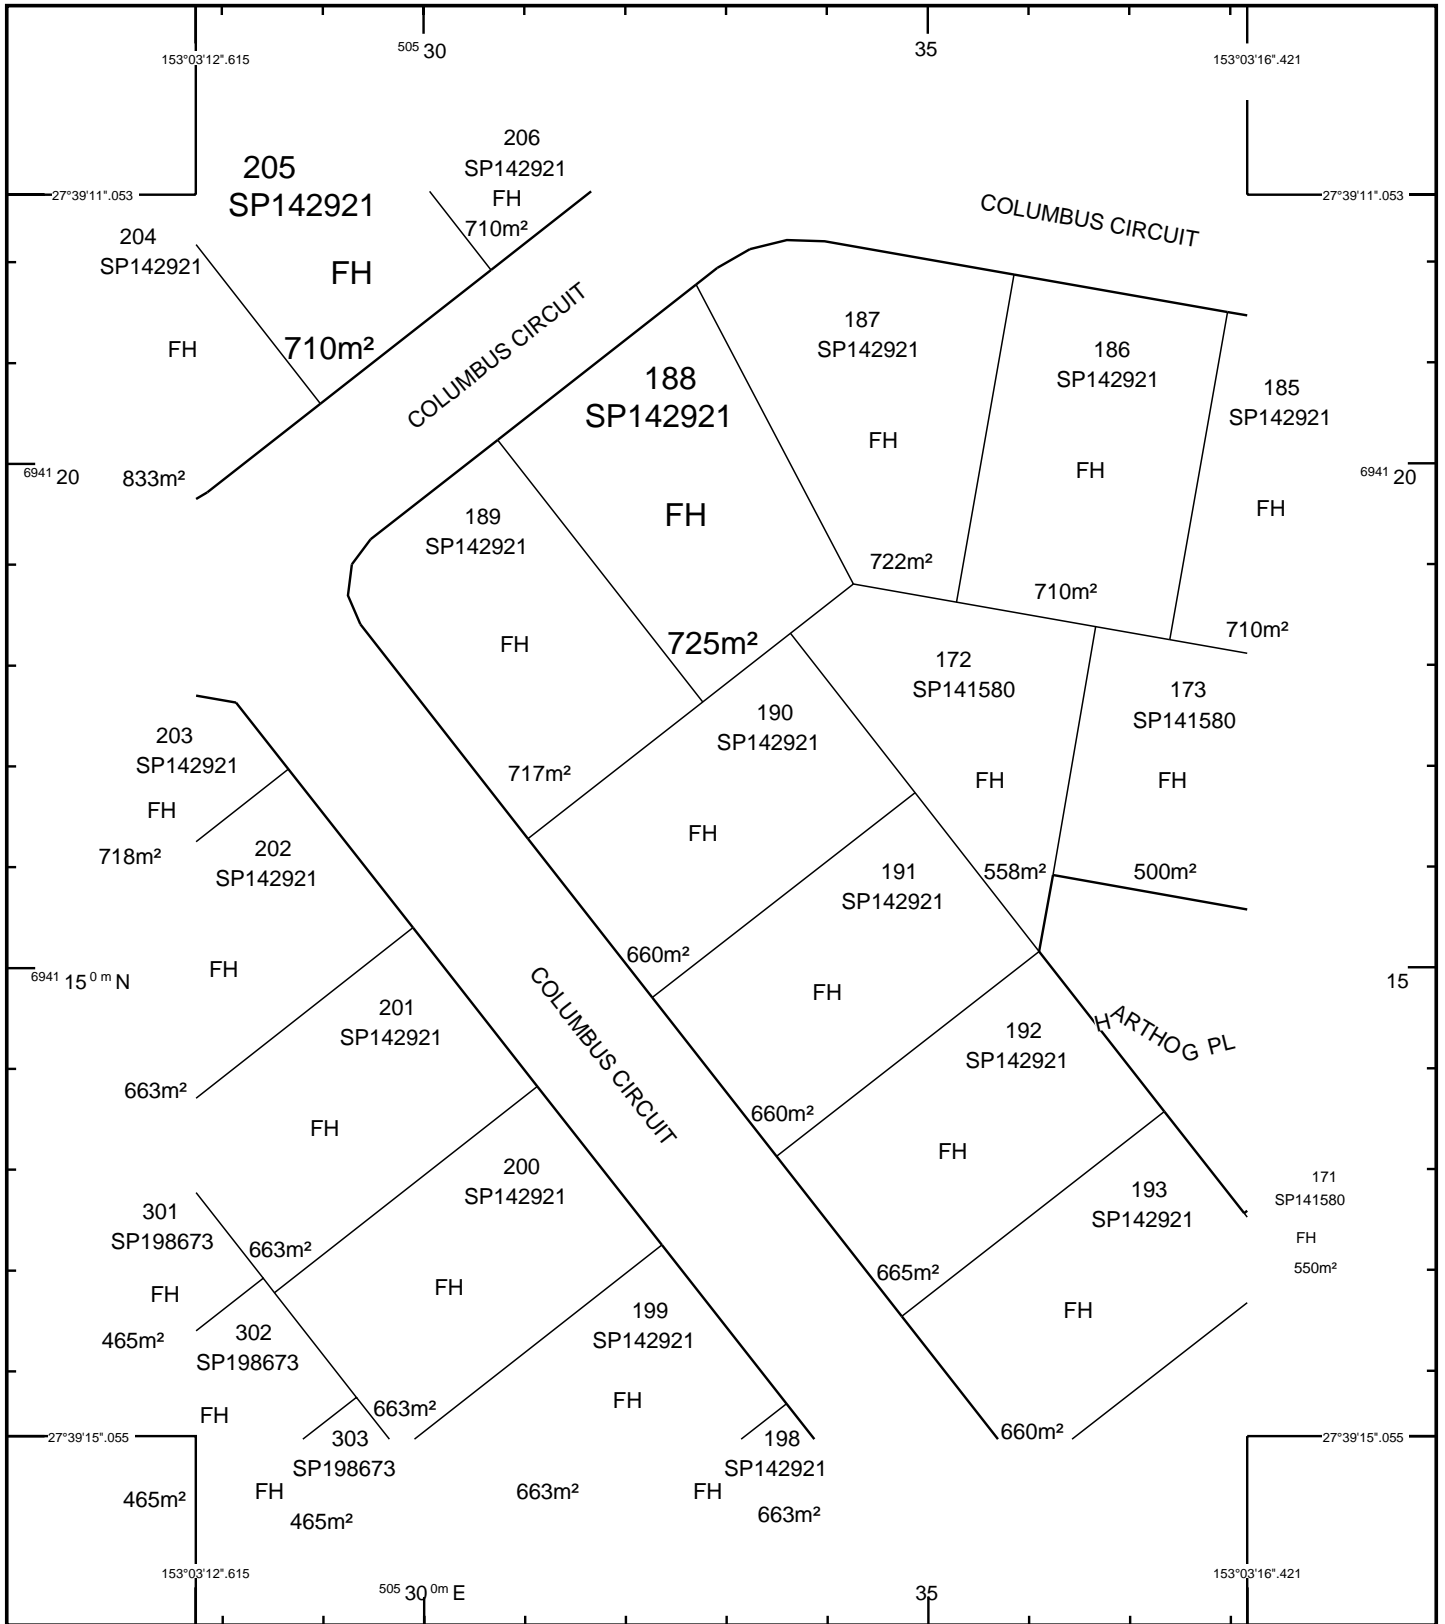 505 30
35
153°03'12".615
153°03'16".421
206
SP142921
FH
710m²
205
SP142921
FH
710m²
27°39'11".053
27°39'11".053
204
SP142921
FH
833m²
COLUMBUS CIRCUIT
COLUMBUS CIRCUIT
187
SP142921
FH
722m²
186
SP142921
FH
710m²
185
SP142921
FH
710m²
188
SP142921
FH
725m²
6941 20
6941 20
189
SP142921
FH
717m²
172
SP141580
FH
558m²
173
SP141580
FH
500m²
190
SP142921
FH
660m²
203
SP142921
FH
718m²
202
SP142921
FH
663m²
191
SP142921
FH
660m²
6941 15 0 m N
15
COLUMBUS CIRCUIT
201
SP142921
FH
663m²
192
SP142921
FH
665m²
HARTHOG PL
200
SP142921
FH
663m²
193
SP142921
FH
660m²
171
SP141580
FH
550m²
301
SP198673
FH
465m²
302
SP198673
FH
465m²
199
SP142921
FH
663m²
303
SP198673
FH
465m²
198
SP142921
FH
663m²
27°39'15".055
27°39'15".055
153°03'12".615
153°03'16".421
505 30 0m E
35